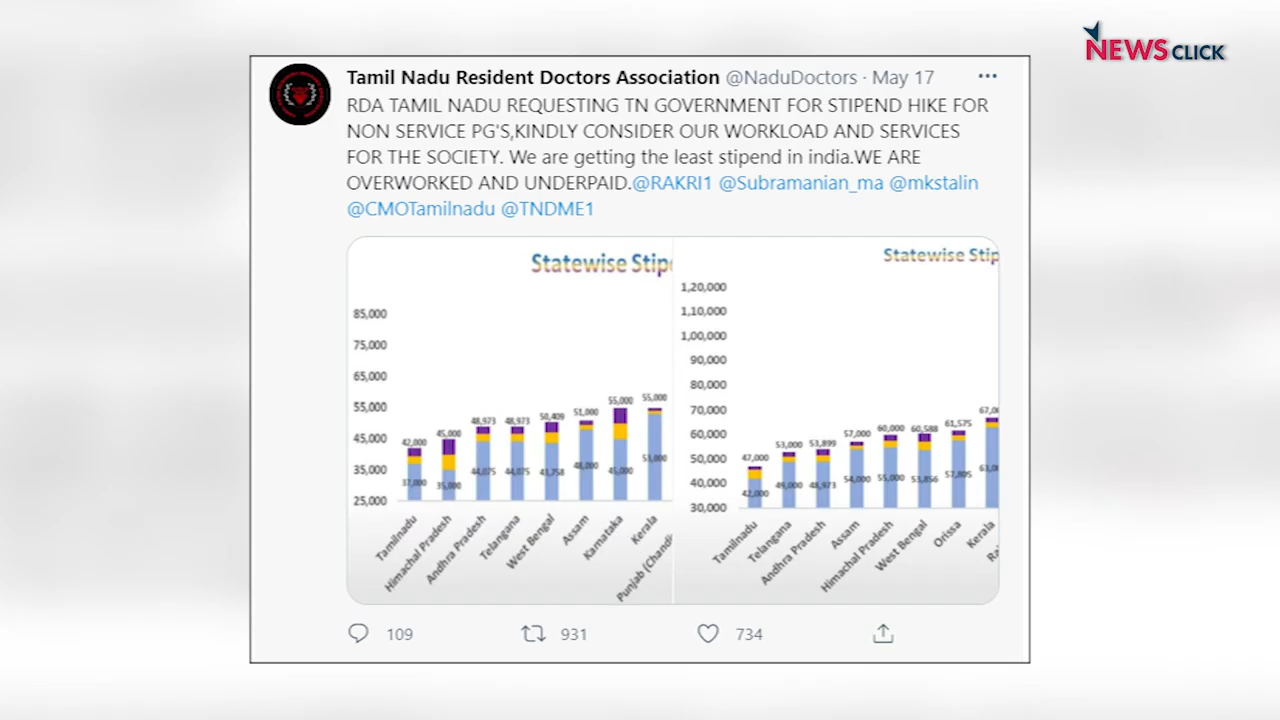 NEWSCLICK
Tamil Nadu Resident Doctors Association @NaduDoctors · May 17
RDA TAMIL NADU REQUESTING TN GOVERNMENT FOR STIPEND HIKE FOR
NON SERVICE PG'S,KINDLY CONSIDER OUR WORKLOAD AND SERVICES
FOR THE SOCIETY. We are getting the least stipend in india.WE ARE
OVERWORKED AND UNDERPAID.@RAKRI1 @Subramanian_ma @mkstalin
@CMOTamilnadu @TNDME1
Statewise Stip
85,000
75,000
65,000
55,000
45,000
35,000
25,000
42,000
45,000
48,973
48,973
50,409
51,000
55,000
55,000
37,000
35,000
44,075
44,075
43,758
48,000
45,000
53,000
Tamilnadu
Himachal Pradesh
Andhra Pradesh
Telangana
West Bengal
Assam
Karnataka
Kerala
Punjab (Chandi
Statewise Stip
1,20,000
1,10,000
1,00,000
90,000
80,000
70,000
60,000
50,000
40,000
30,000
47,000
53,000
53,899
57,000
60,000
60,588
61,575
67,0
42,000
49,000
48,973
54,000
55,000
53,856
57,805
63,0
Tamilnadu
Telangana
Andhra Pradesh
Assam
Himachal Pradesh
West Bengal
Orissa
Kerala
Ra
109
931
734